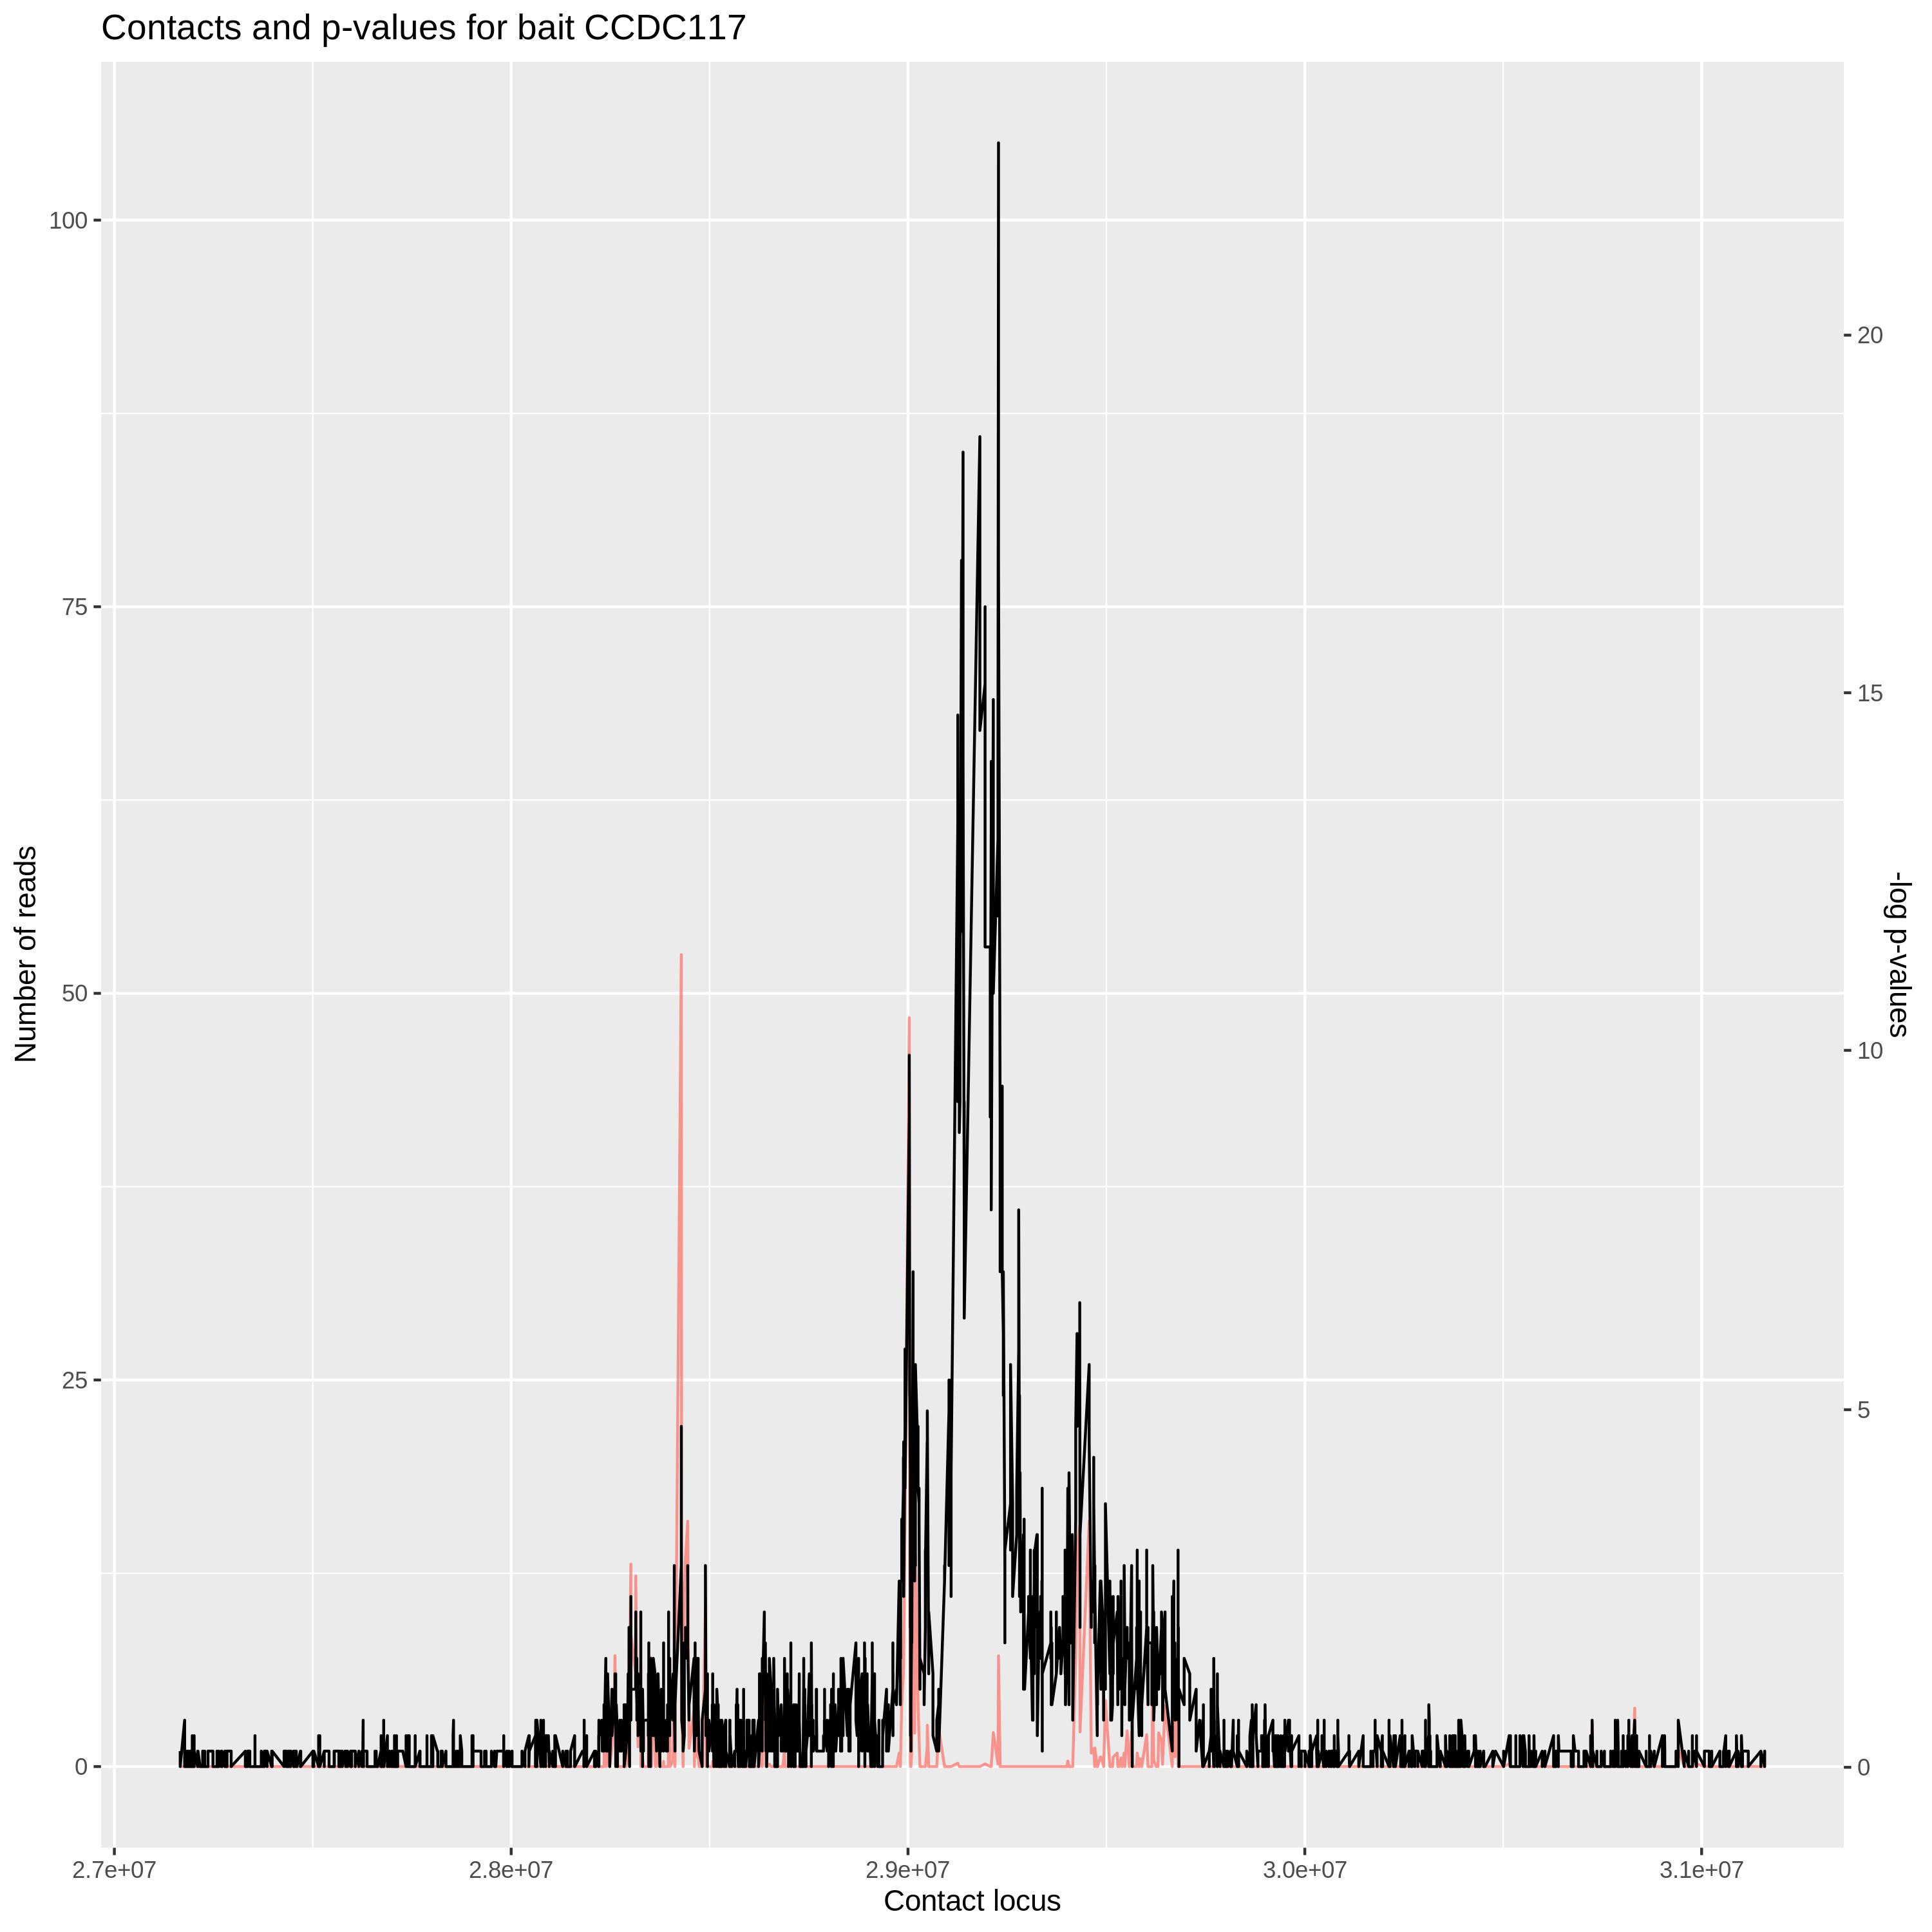 Contacts and p-values for bait CCDC117
100
75
50
25
0
Number of reads
20
15
10
5
0
-log p-values
2.7e+07 2.8e+07 2.9e+07 3.0e+07 3.1e+07
Contact locus